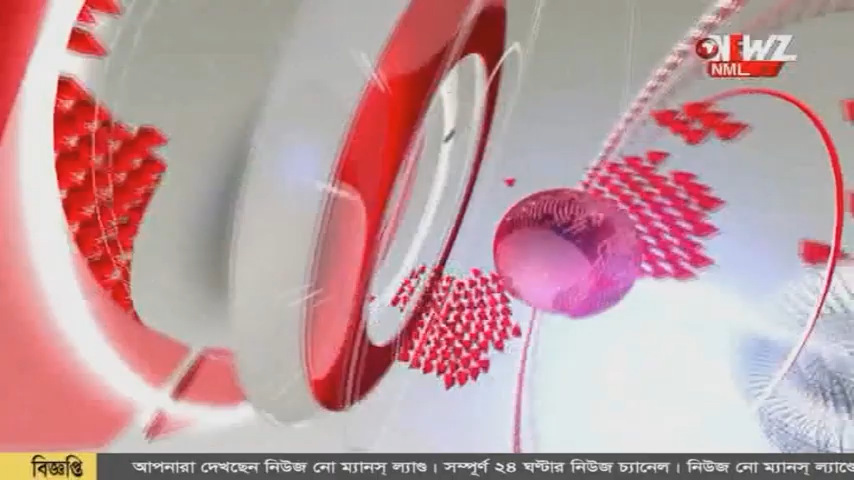 NEWZ
NML
বিজ্ঞপ্তি
আপনারা দেখছেন নিউজ নো ম্যানস্ ল্যাণ্ড। সম্পূর্ণ ২৪ ঘণ্টার নিউজ চ্যানেল। নিউজ নো ম্যানস্ ল্যাণ্ডে